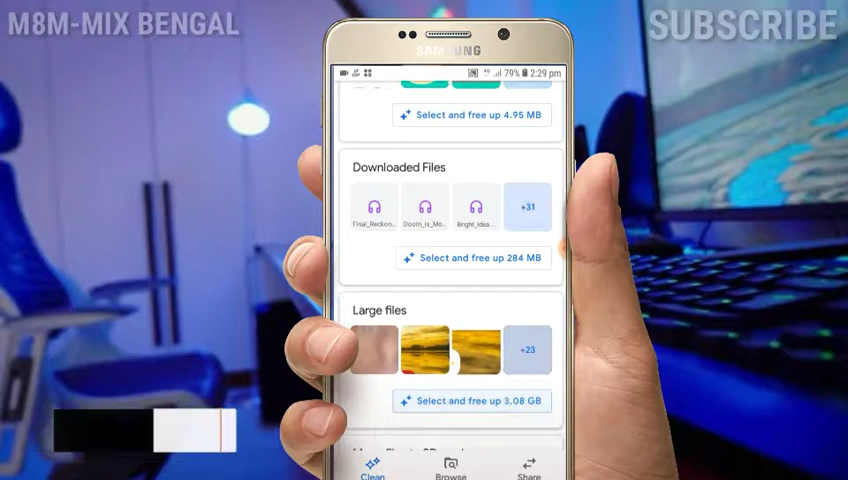 M8M-MIX BENGAL
SUBSCRIBE
SAMSUNG
79% 2:29 pm
Select and free up 4.95 MB
Downloaded Files
Final_Reckon...
Doom_is_Mo...
Bright_Idea...
+31
Select and free up 284 MB
Large files
+23
Select and free up 3.08 GB
Clean
Browse
Share